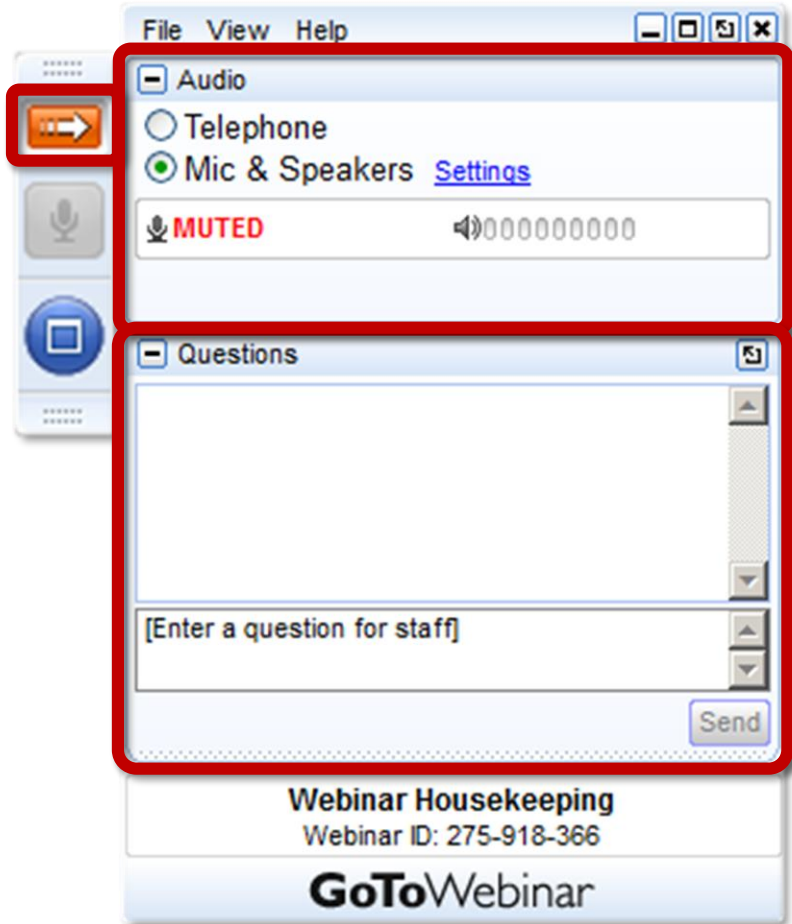 File View Help
Audio
Telephone
Mic & Speakers Settings
MUTED
Questions
[Enter a question for staff]
Send
Webinar Housekeeping
Webinar ID: 275-918-366
GoToWebinar